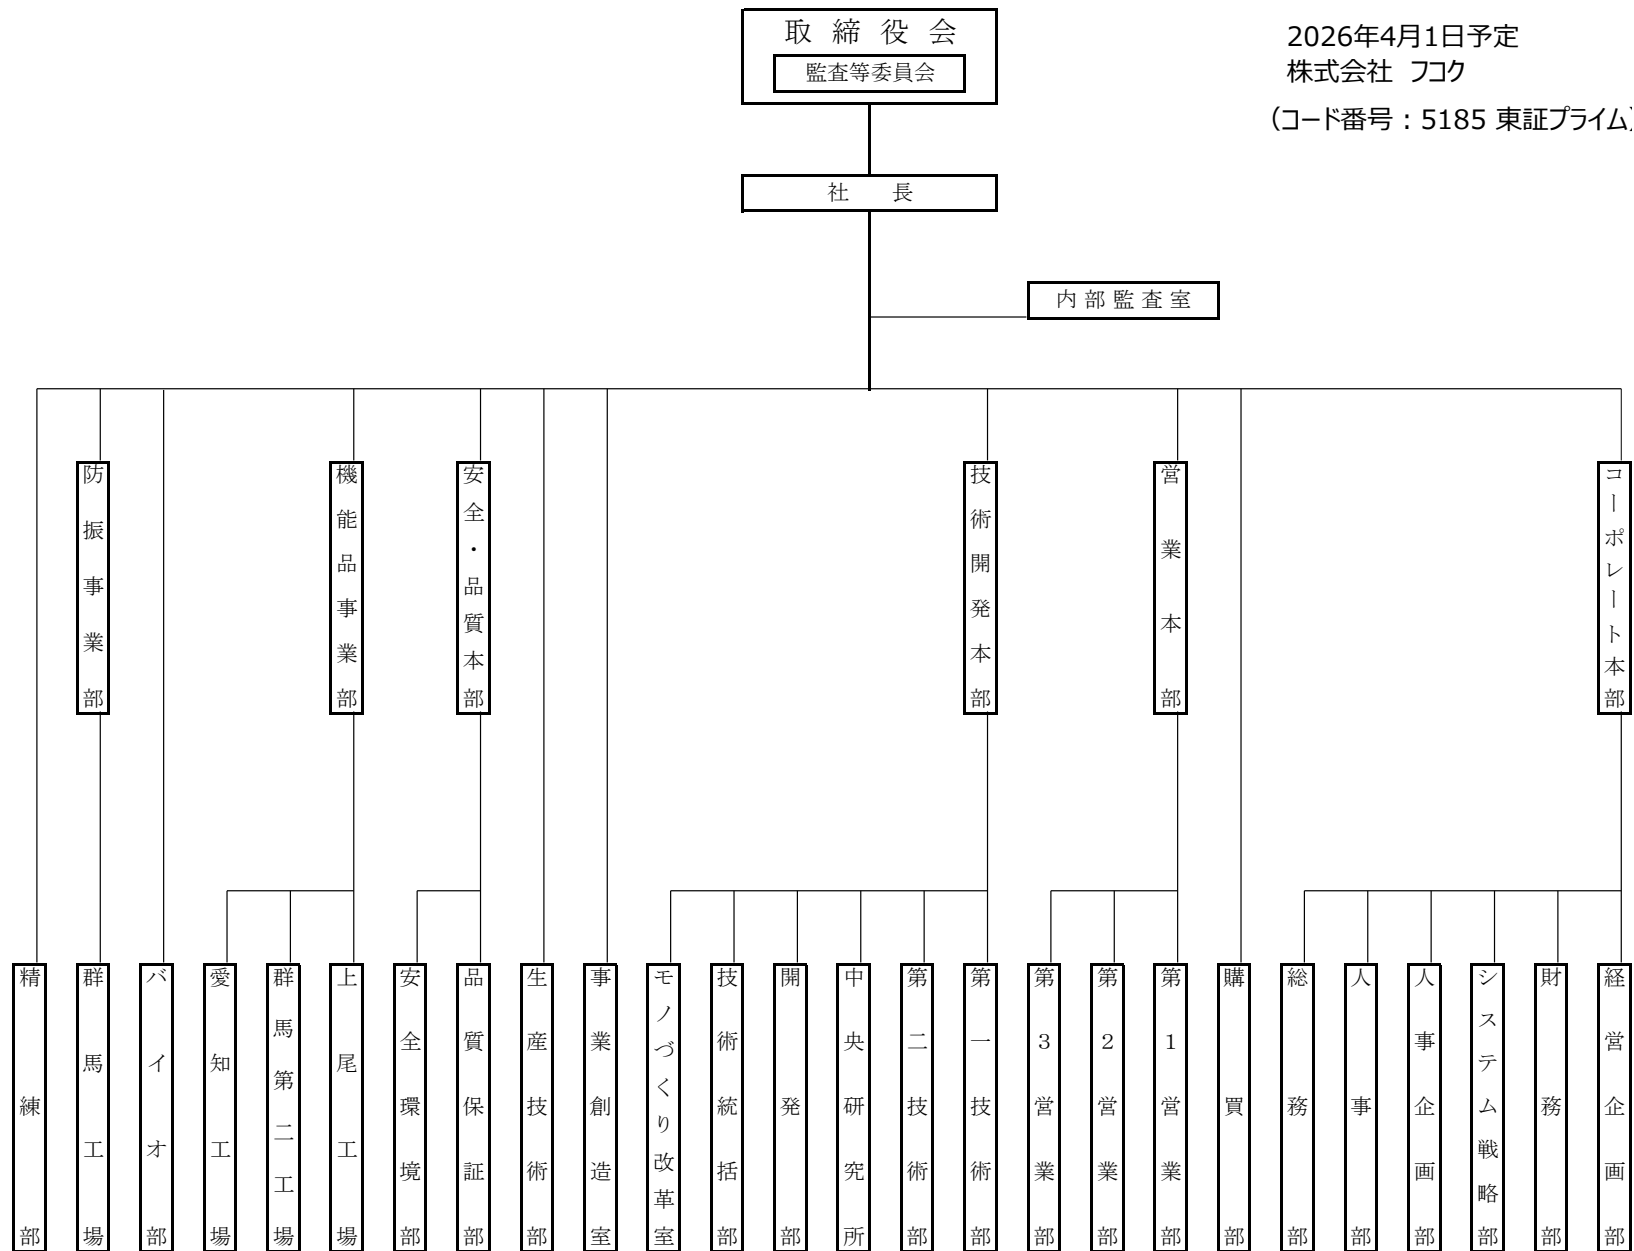 取締役会
監査等委員会
2026年4月1日予定
株式会社 フコク
（コード番号：5185 東証プライム）
社 長
内部監査室
防振事業部
機能品事業部
安全・品質本部
技術開発本部
営業本部
コーポレート本部
精練部
群馬工場
バイオ部
愛知工場
群馬第二工場
上尾工場
安全環境部
品質保証部
生産技術部
事業創造室
モノづくり改革室
技術統括部
開発部
中央研究所
第二技術部
第一技術部
第３営業部
第２営業部
第１営業部
購買部
総務部
人事部
人事企画部
システム戦略部
財務部
経営企画部